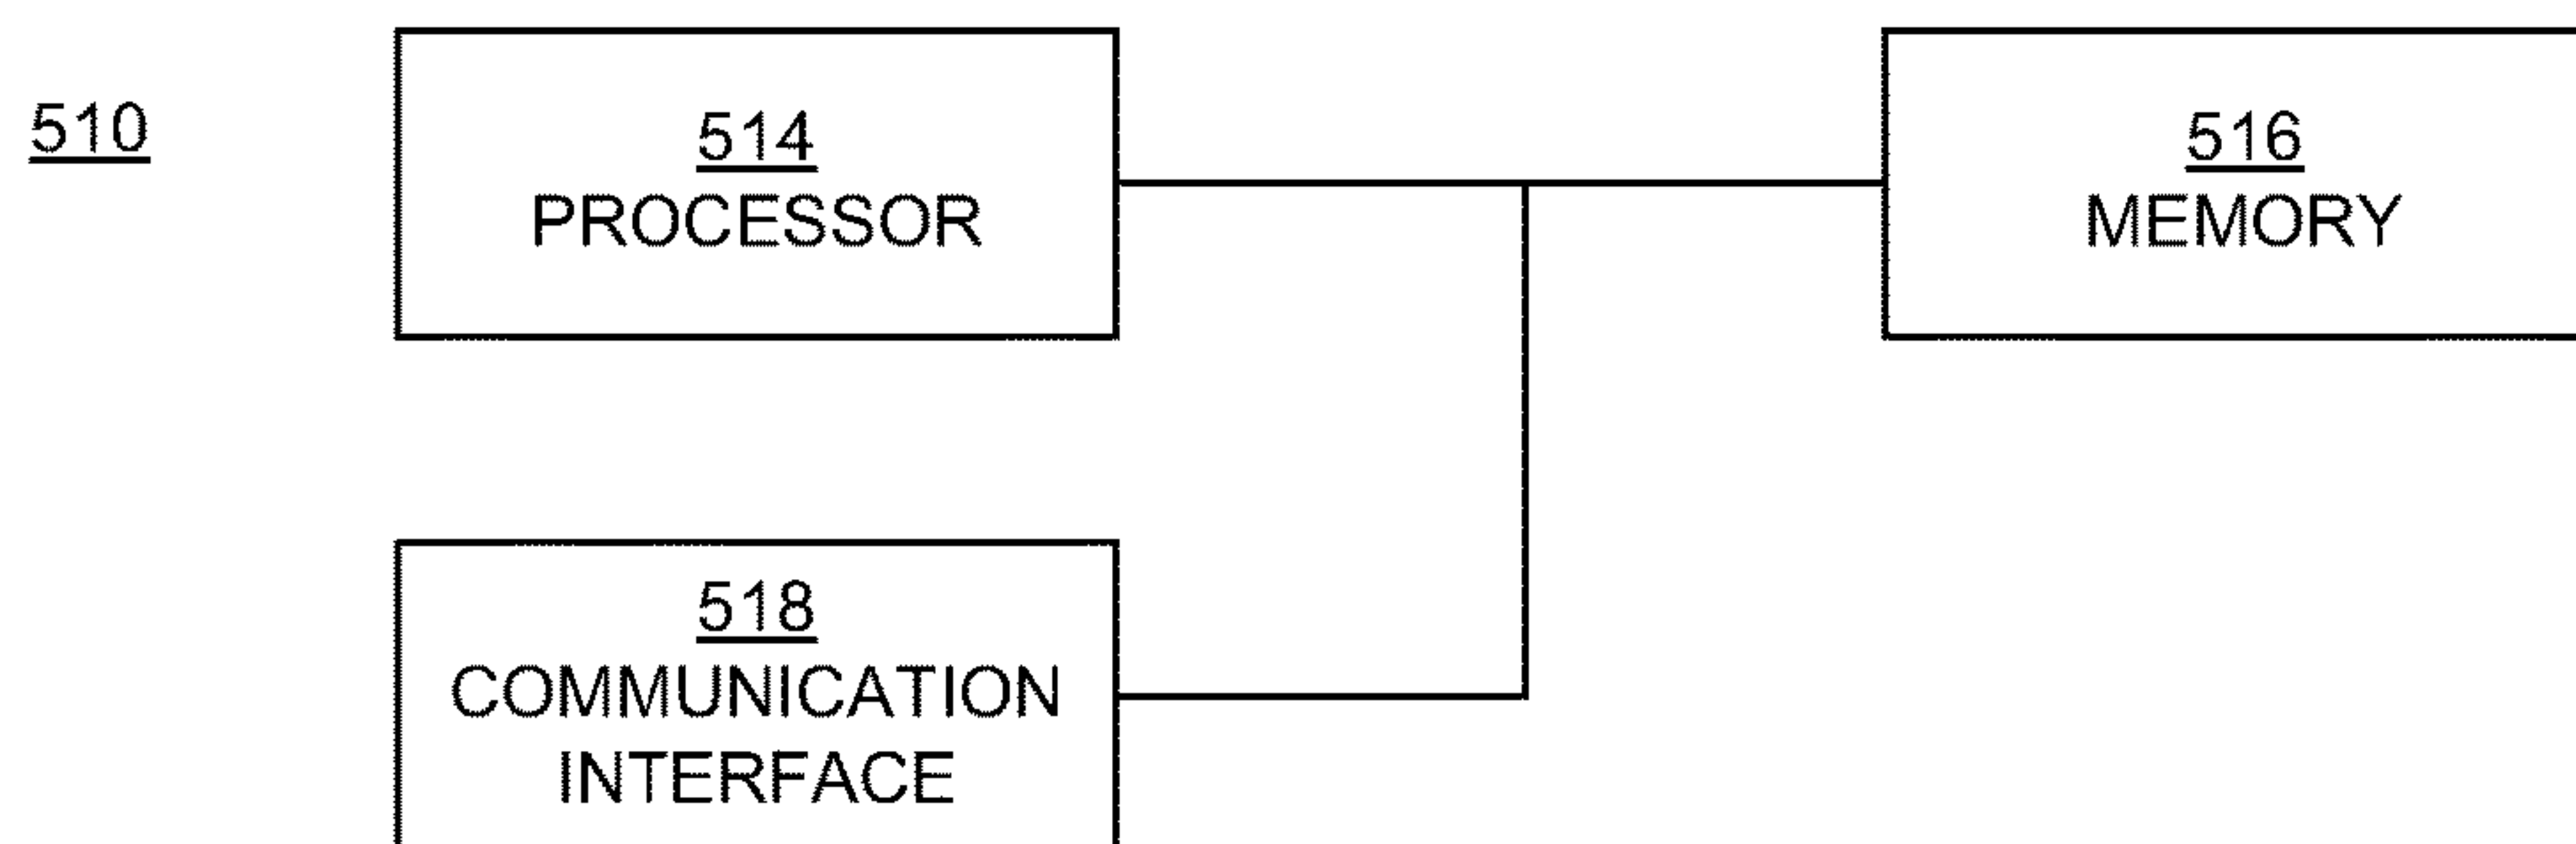 510
514
PROCESSOR
516
MEMORY
518
COMMUNICATION
INTERFACE